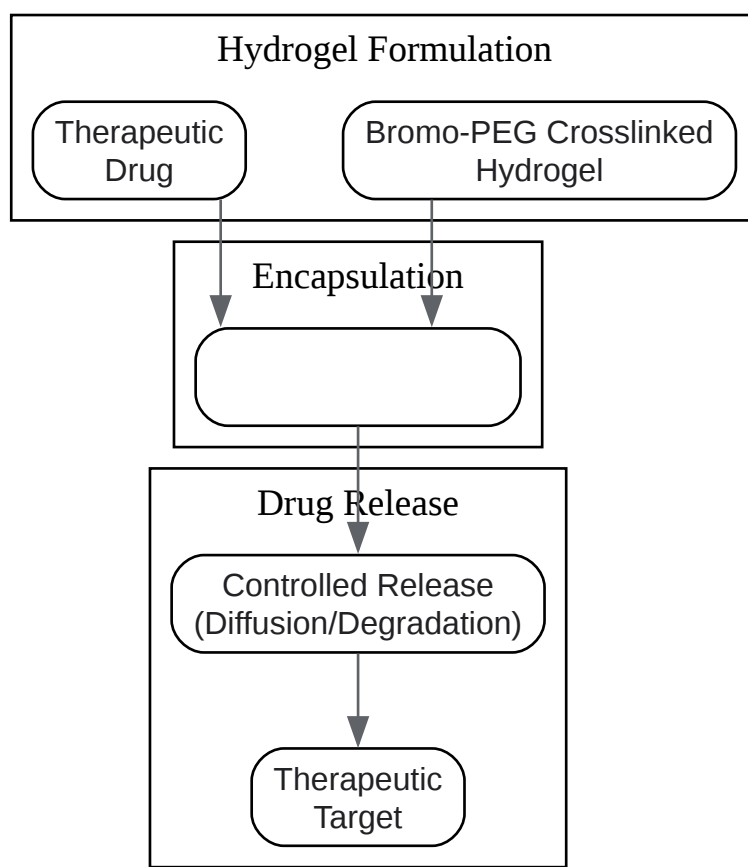 Hydrogel Formulation
Therapeutic
Drug
Bromo-PEG Crosslinked
Hydrogel
Encapsulation
Drug Release
Controlled Release
(Diffusion/Degradation)
Therapeutic
Target